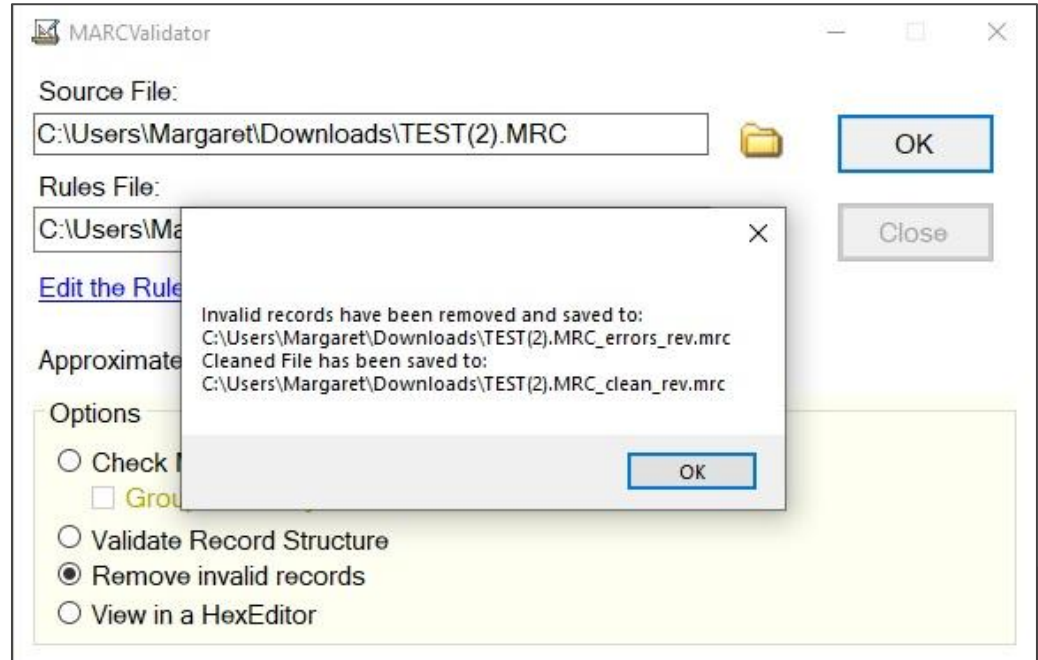 MARCValidator
Source File:
C:\Users\Margaret\Downloads\TEST(2).MRC
OK
Rules File:
C:\Users\Ma
Close
Edit the Rule
Invalid records have been removed and saved to:
C:\Users\Margaret\Downloads\TEST(2).MRC_errors_rev.mrc
Cleaned File has been saved to:
C:\Users\Margaret\Downloads\TEST(2).MRC_clean_rev.mrc
Approximate
Options
OK
Check
Validate Record Structure
Remove invalid records
View in a HexEditor